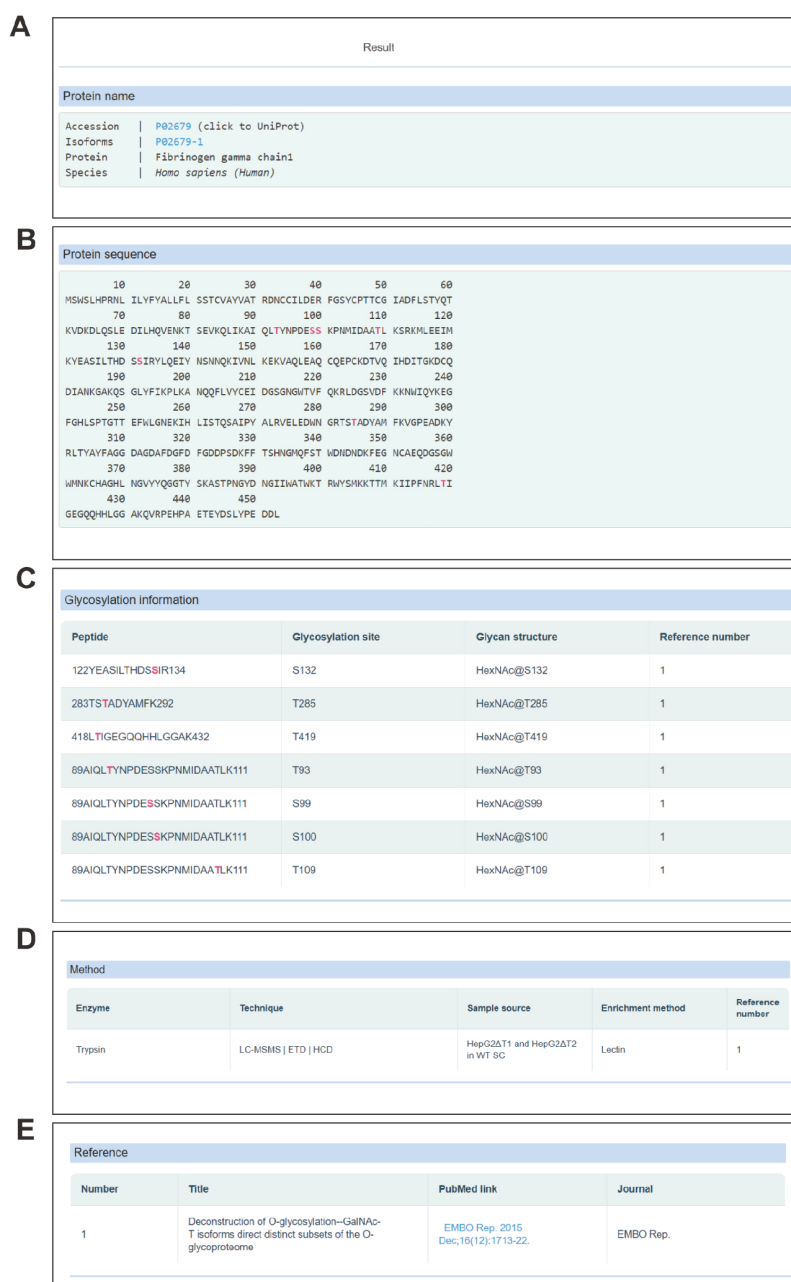 A
Result
Protein name
Accession | P02679 (click to UniProt)
Isoforms | P02679-1
Protein | Fibrinogen gamma chain1
Species | Homo sapiens (Human)
B
Protein sequence
10 20 30 40 50 60
MSWSLHPRNL ILYFYALLFL SSTCVAYVAT RDNCCILDER FGSYCPTTCG IADFLSTYQT
70 80 90 100 110 120
KVDKDLQSLE DILHQVENKT SEVKQLIKAI QLTYNPDESS KPNMIDAATL KSRKMLEEIM
130 140 150 160 170 180
KYEASILTHD SSIRYLQEIY NSNNQKIVNL KEKVAQLEAQ CQEPCKDTVQ IHDITGKDCQ
190 200 210 220 230 240
DIANKGAKQS GLYFIKPLKA NQQFLVYCEI DGSGNGWTVF QKRLDGSVDF KKNWIQYKEG
250 260 270 280 290 300
FGHLSPTGTT EFWLGNEKIH LISTQSAIPY ALRVELEDWN GRTSTADYAM FKVGPEADKY
310 320 330 340 350 360
RLTYAYFAGG DAGDAFDGFD FGDDPSDKFF TSHNGMQFST WDNDNDKFEG NCAEQDGSGW
370 380 390 400 410 420
WMNKCHAGHL NGVYYQGGTY SKASTPNGYD NGIIWATWKT RWYSMKKTTM KIIPFNRLTI
430 440 450
GEGQQHHLGG AKQVRPEHPA ETEYDSLYPE DDL
C
Glycosylation information
Peptide Glycosylation site Glycan structure Reference number
122YEASILTHDSSIR134 S132 HexNAc@S132 1
283TSTADYAMFK292 T285 HexNAc@T285 1
418LTIGEGQQHHLGGAK432 T419 HexNAc@T419 1
89AIQLTYNPDESSKPNMIDAATLK111 T93 HexNAc@T93 1
89AIQLTYNPDESSKPNMIDAATLK111 S99 HexNAc@S99 1
89AIQLTYNPDESSKPNMIDAATLK111 S100 HexNAc@S100 1
89AIQLTYNPDESSKPNMIDAATLK111 T109 HexNAc@T109 1
D
Method
Enzyme Technique Sample source Enrichment method Reference number
Trypsin LC-MSMS | ETD | HCD HepG2ΔT1 and HepG2ΔT2 in WT SC Lectin 1
E
Reference
Number Title PubMed link Journal
1 Deconstruction of O-glycosylation--GalNAc-
T isoforms direct distinct subsets of the O-
glycoproteome
EMBO Rep. 2015
Dec;16(12):1713-22.
EMBO Rep.